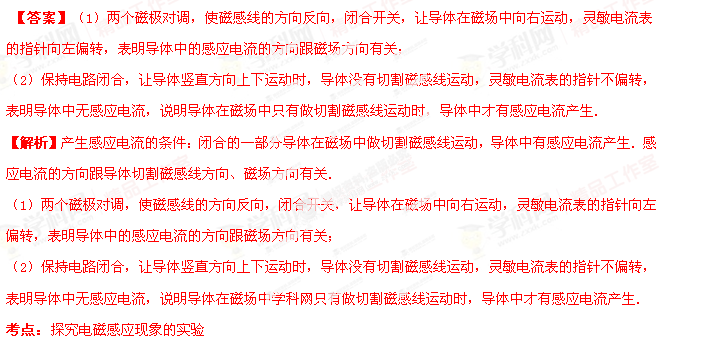 【答案】（1）两个磁极对调，使磁感线的方向反向，闭合开关，让导体在磁场中向右运动，灵敏电流表
的指针向左偏转，表明导体中的感应电流的方向跟磁场方向有关；
（2）保持电路闭合，让导体竖直方向上下运动时，导体没有切割磁感线运动，灵敏电流表的指针不偏转，
表明导体中无感应电流，说明导体在磁场中只有做切割磁感线运动时，导体中才有感应电流产生．
【解析】产生感应电流的条件：闭合的一部分导体在磁场中做切割磁感线运动，导体中有感应电流产生．感
应电流的方向跟导体切割磁感线方向、磁场方向有关．
（1）两个磁极对调，使磁感线的方向反向，闭合开关，让导体在磁场中向右运动，灵敏电流表的指针向左
偏转，表明导体中的感应电流的方向跟磁场方向有关；
（2）保持电路闭合，让导体竖直方向上下运动时，导体没有切割磁感线运动，灵敏电流表的指针不偏转，
表明导体中无感应电流，说明导体在磁场中学科网只有做切割磁感线运动时，导体中才有感应电流产生．
考点：探究电磁感应现象的实验